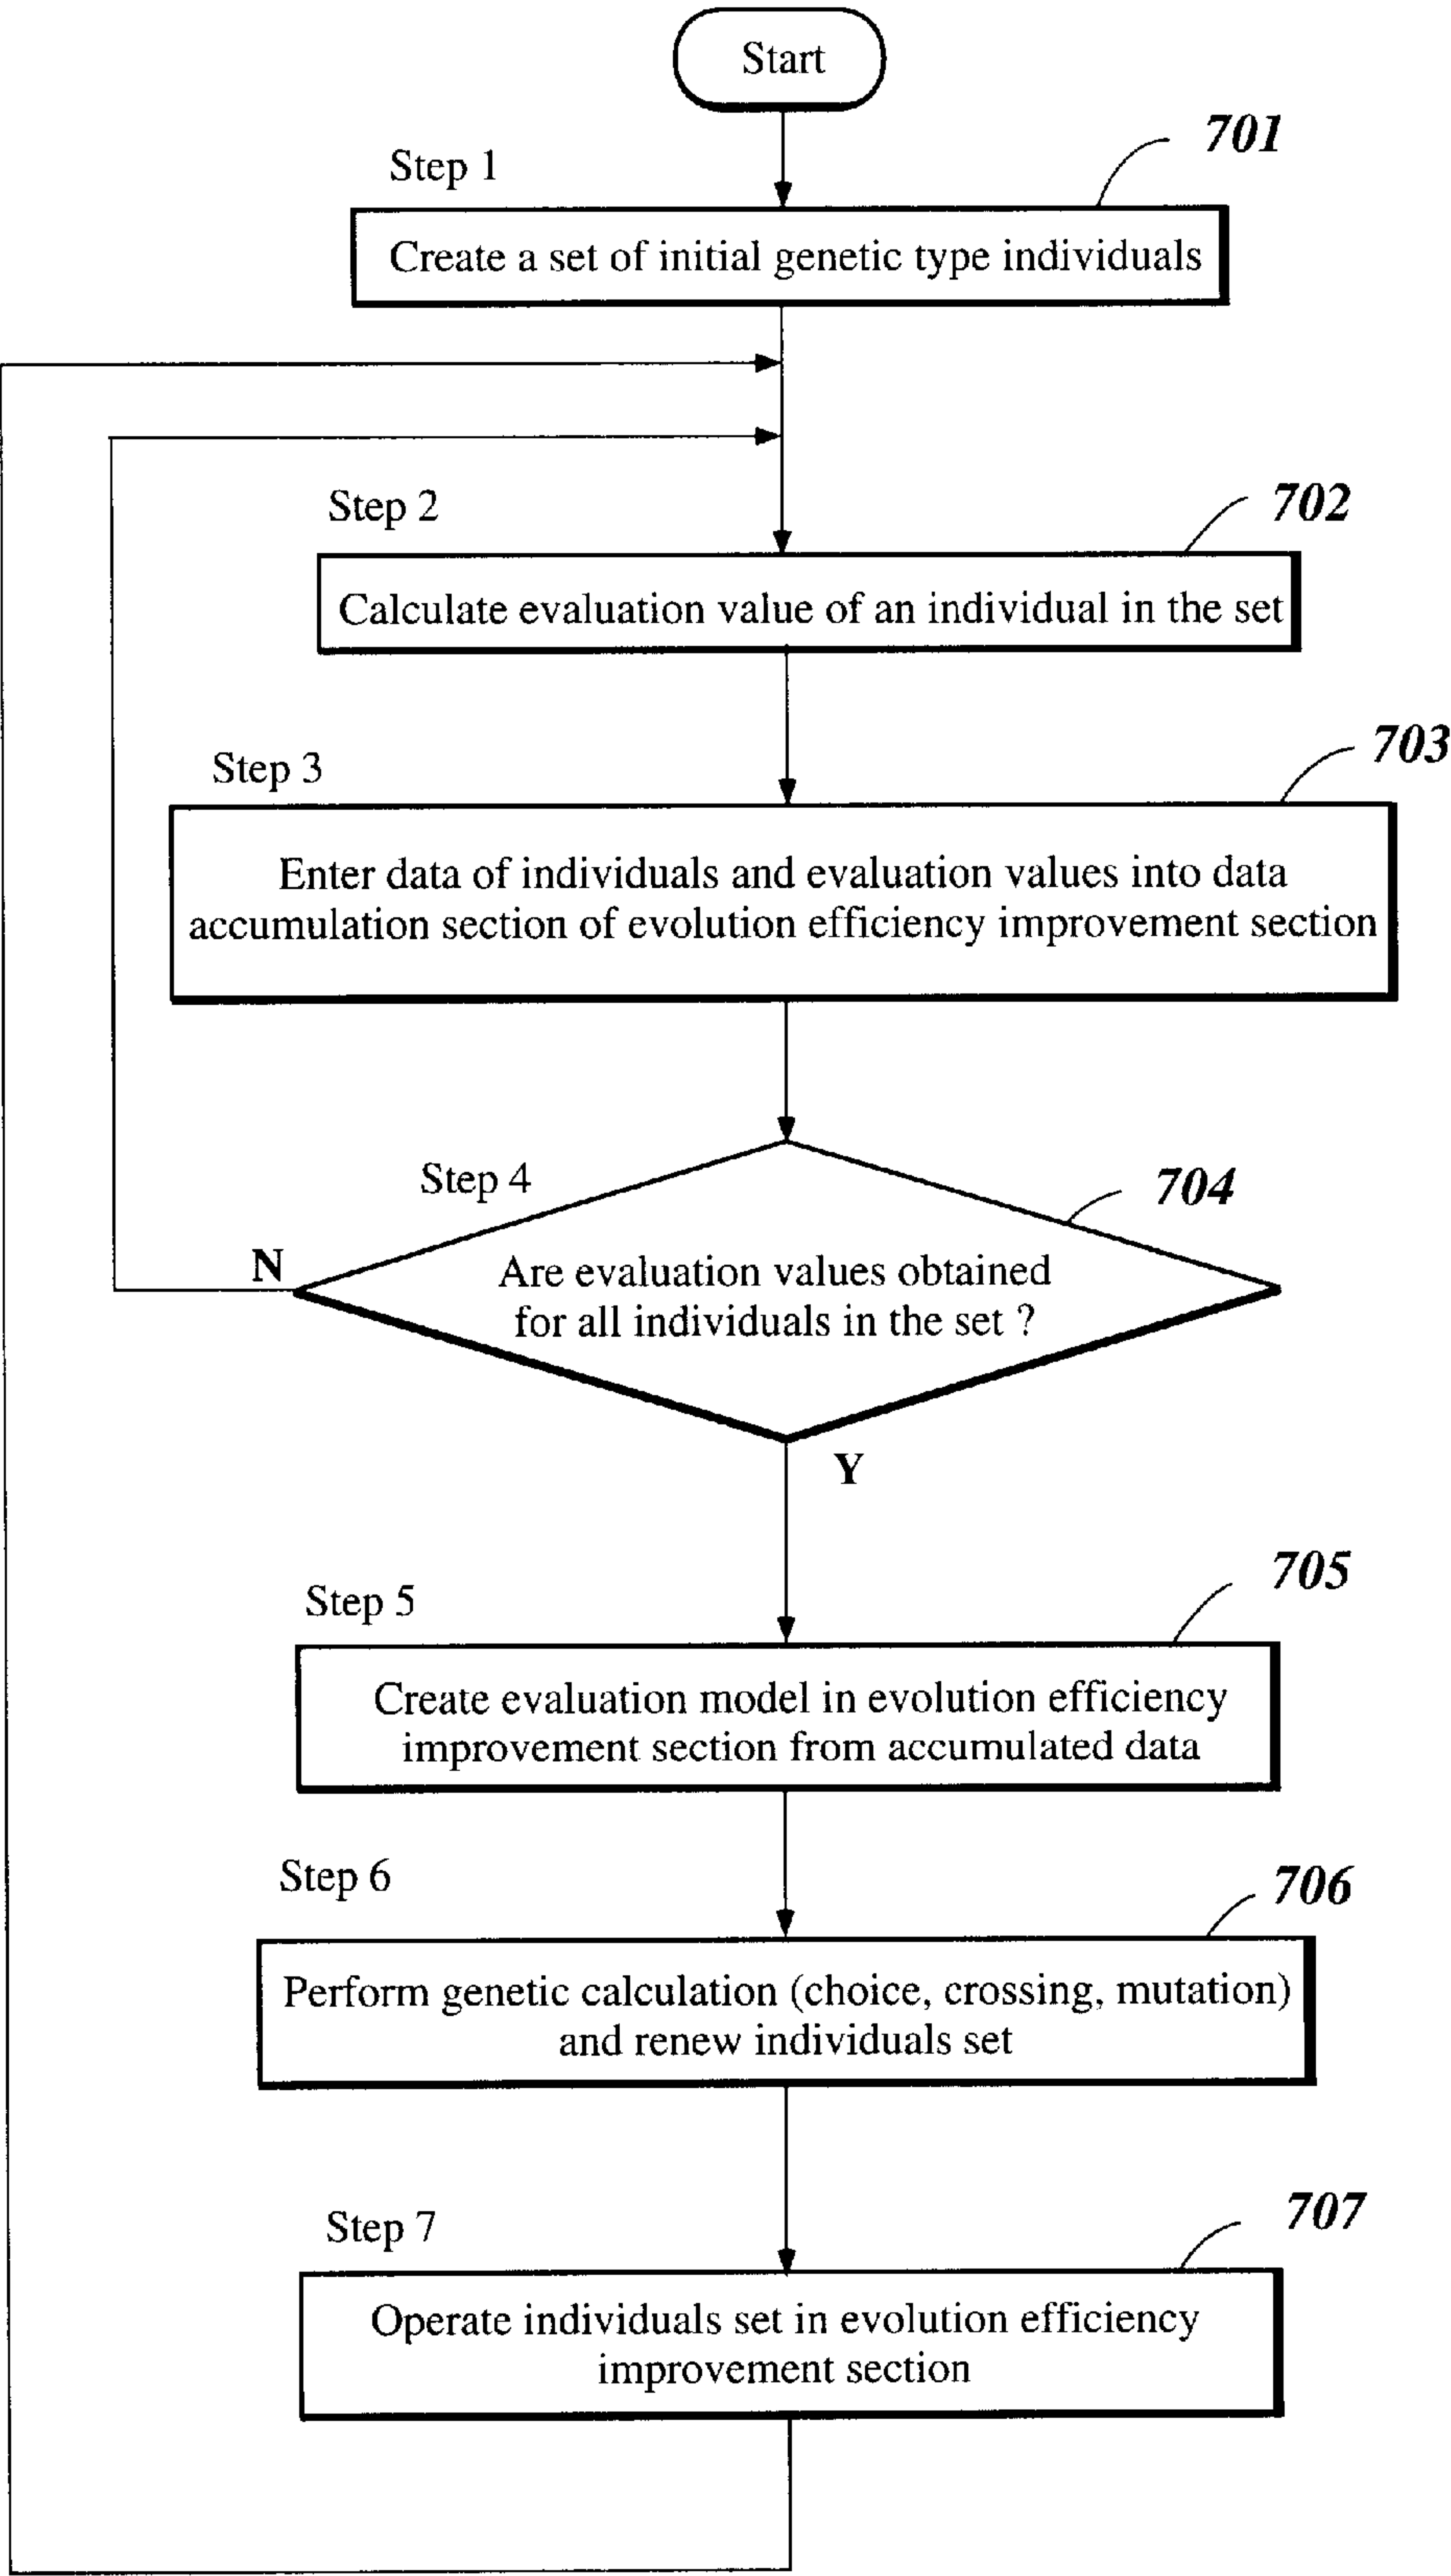 Start
Step 1
701
Create a set of initial genetic type individuals
Step 2
702
Calculate evaluation value of an individual in the set
Step 3
703
Enter data of individuals and evaluation values into data
accumulation section of evolution efficiency improvement section
Step 4
704
N
Are evaluation values obtained
for all individuals in the set ?
Y
Step 5
705
Create evaluation model in evolution efficiency
improvement section from accumulated data
Step 6
706
Perform genetic calculation (choice, crossing, mutation)
and renew individuals set
Step 7
707
Operate individuals set in evolution efficiency
improvement section